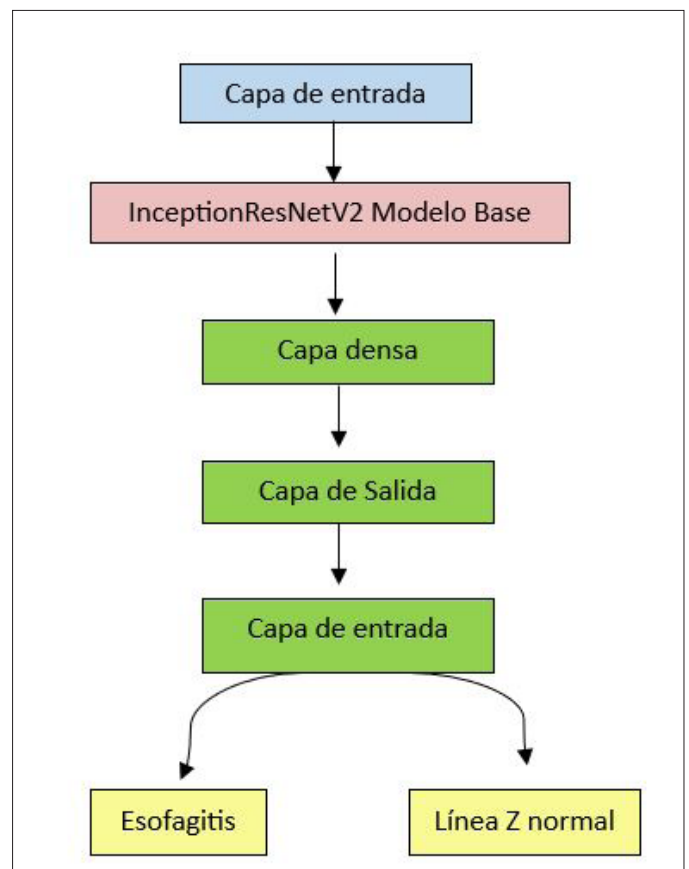 Capa de entrada
InceptionResNetV2 Modelo Base
Capa densa
Capa de Salida
Capa de entrada
Esofagitis
Línea Z normal